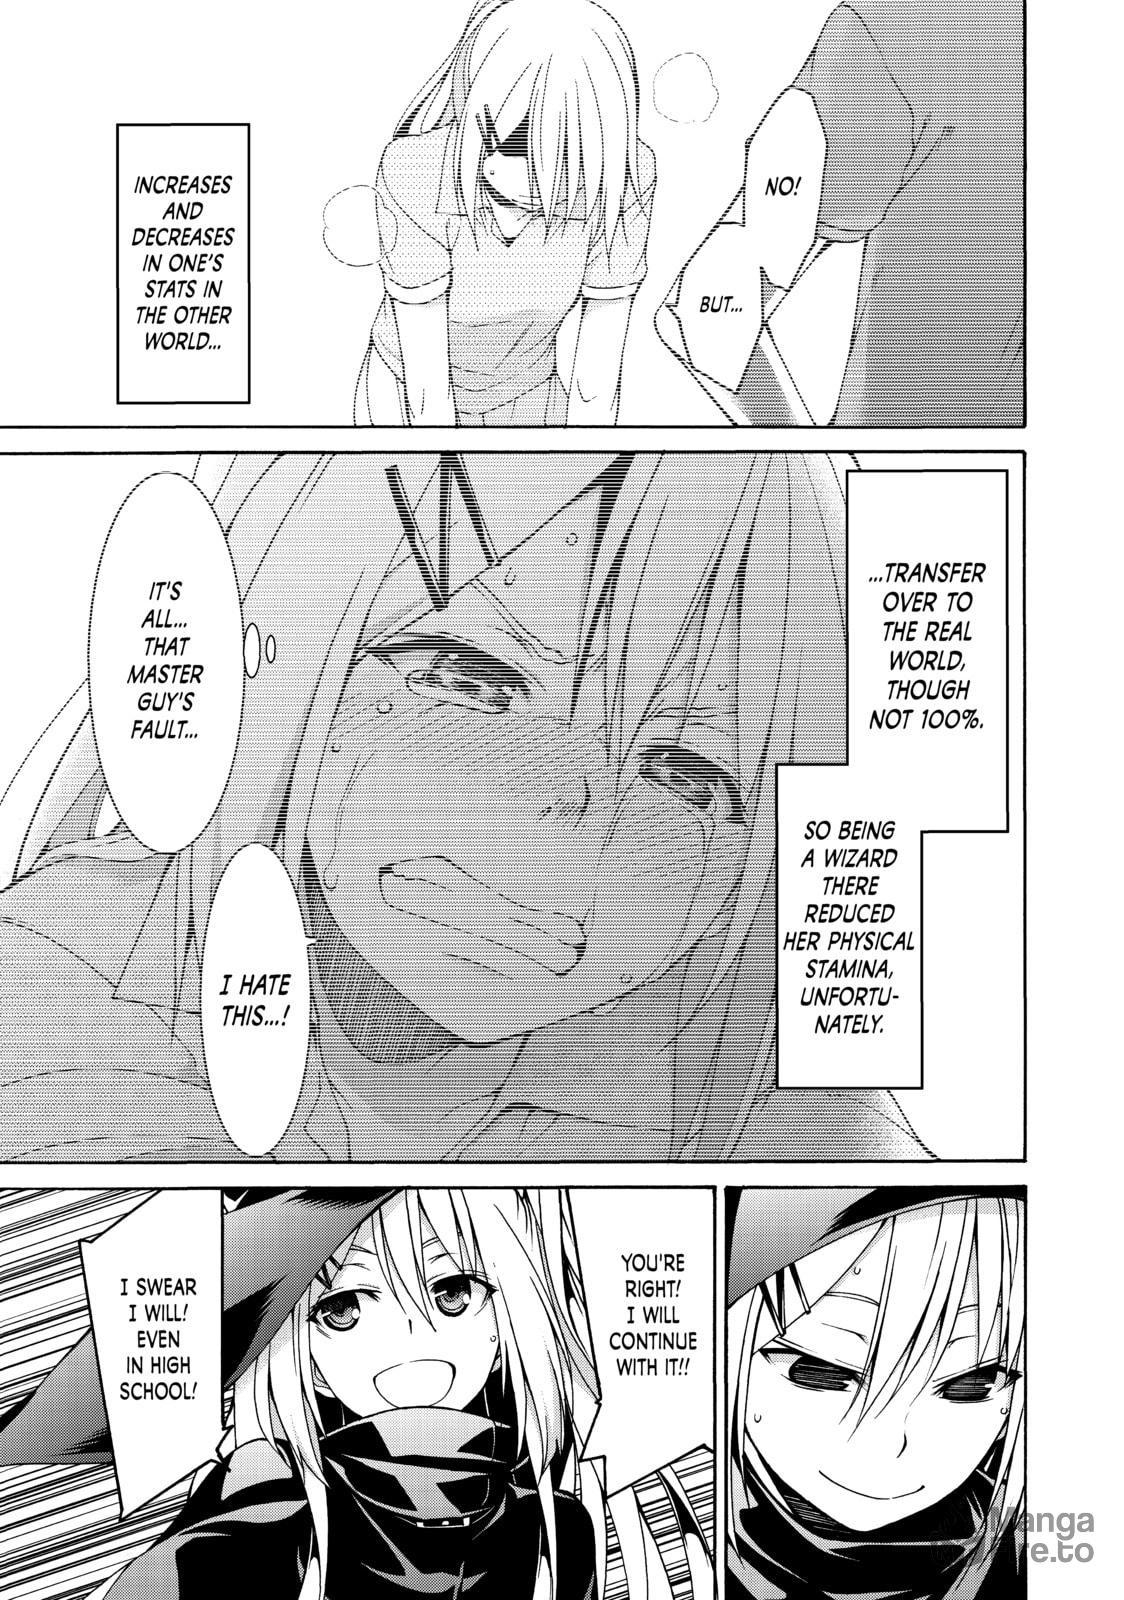 NO!
BUT...
INCREASES
AND
DECREASES
IN ONE'S
STATS IN
THE OTHER
WORLD...
...TRANSFER
OVER TO
THE REAL
WORLD,
THOUGH
NOT 100%.
SO BEING
A WIZARD
THERE
REDUCED
HER PHYSICAL
STAMINA,
UNFORTU-
NATELY.
IT'S
ALL...
THAT
MASTER
GUY'S
FAULT...
I HATE
THIS...!
YOU'RE
RIGHT!
I WILL
CONTINUE
WITH IT!!
I SWEAR
I WILL!
EVEN
IN HIGH
SCHOOL!
Manga
re.to